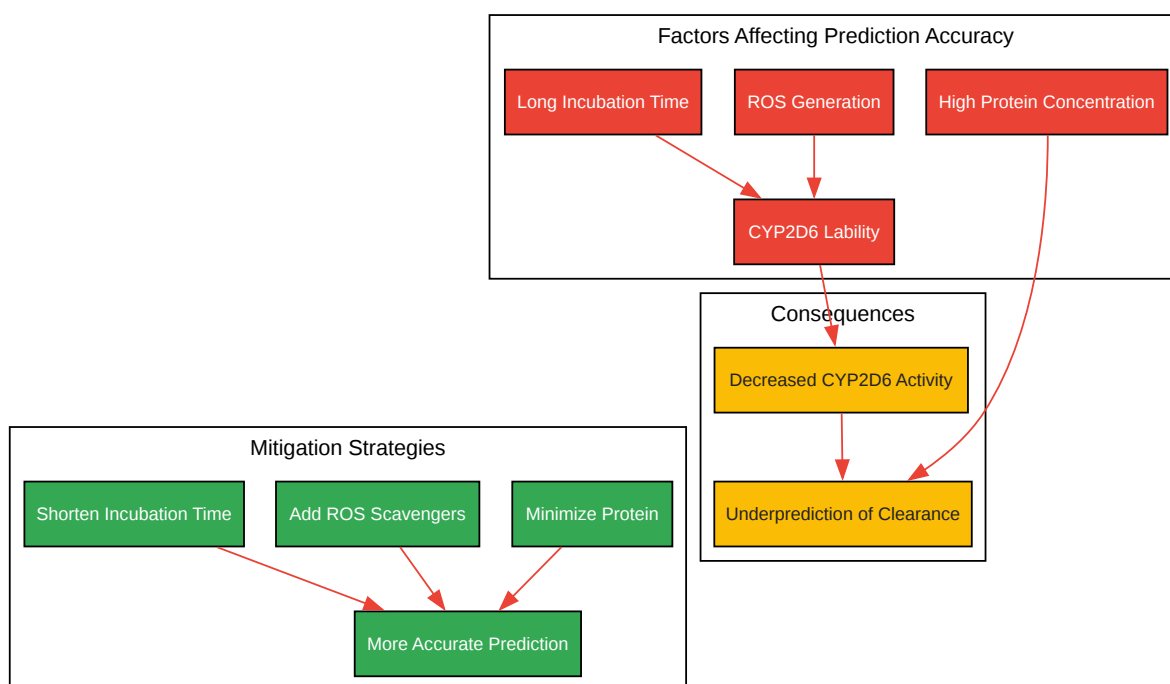 Factors Affecting Prediction Accuracy
Long Incubation Time
ROS Generation
High Protein Concentration
CYP2D6 Lability
Consequences
Decreased CYP2D6 Activity
Underprediction of Clearance
Mitigation Strategies
Shorten Incubation Time
Add ROS Scavengers
Minimize Protein
More Accurate Prediction